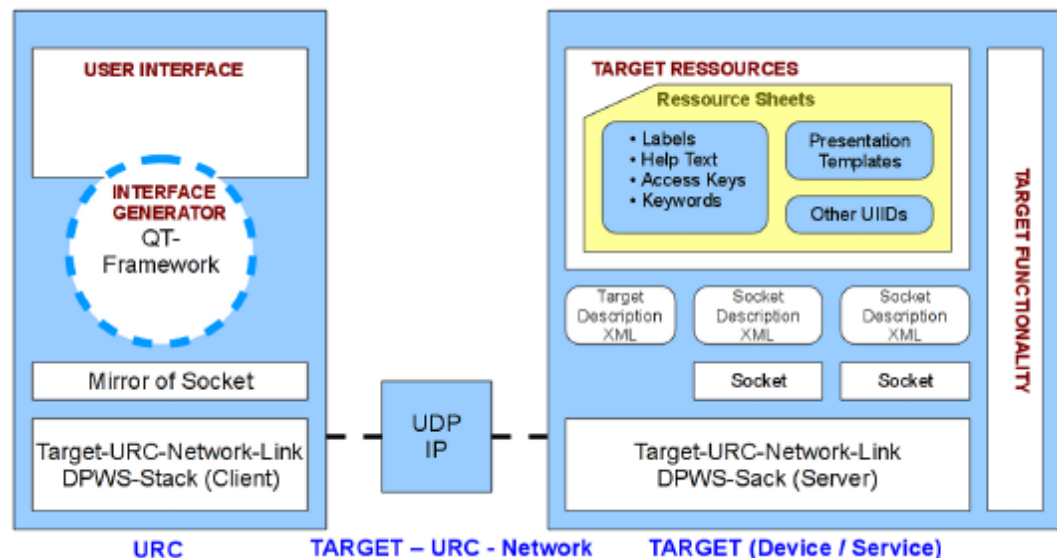 USER INTERFACE
INTERFACE
GENERATOR
QT-
Framework
Mirror of Socket
Target-URC-Network-Link
DPWS-Stack (Client)
URC
UDP
IP
TARGET – URC - Network
TARGET RESSOURCES
Ressource Sheets
• Labels
• Help Text
• Access Keys
• Keywords
Presentation
Templates
Other UIIDs
Target
Description
XML
Socket
Description
XML
Socket
Description
XML
Socket
Socket
Target-URC-Network-Link
DPWS-Sack (Server)
TARGET FUNCTIONALITY
TARGET (Device / Service)